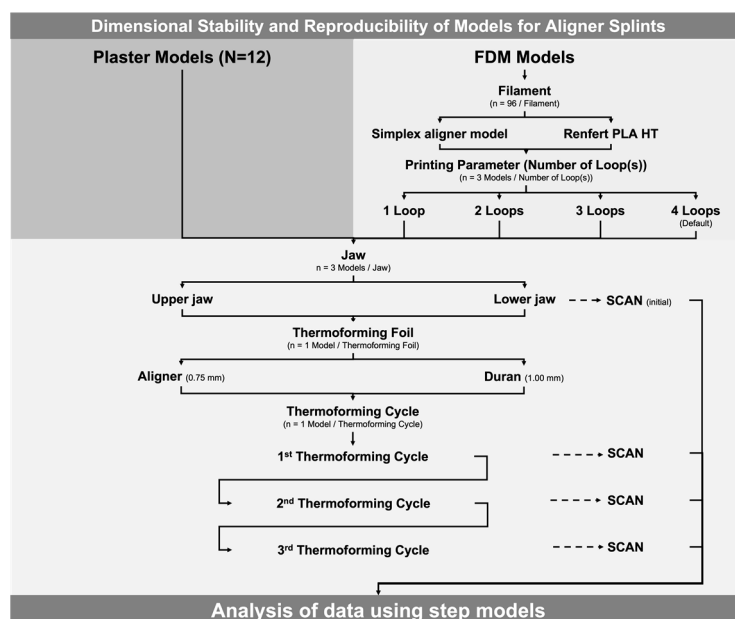 Dimensional Stability and Reproducibility of Models for Aligner Splints
Plaster Models (N=12)
FDM Models
Filament
(n = 96 / Filament)
Simplex aligner model
Renfert PLA HT
Printing Parameter (Number of Loop(s))
(n = 3 Models / Number of Loop(s))
1 Loop
2 Loops
3 Loops
4 Loops
(Default)
Jaw
n = 3 Models / Jaw)
Upper jaw
Lower jaw
SCAN (initial)
Thermoforming Foil
(n = 1 Model / Thermoforming Foil)
Aligner (0.75 mm)
Duran (1.00 mm)
Thermoforming Cycle
(n = 1 Model / Thermoforming Cycle)
1st Thermoforming Cycle
SCAN
2nd Thermoforming Cycle
SCAN
3rd Thermoforming Cycle
SCAN
Analysis of data using step models